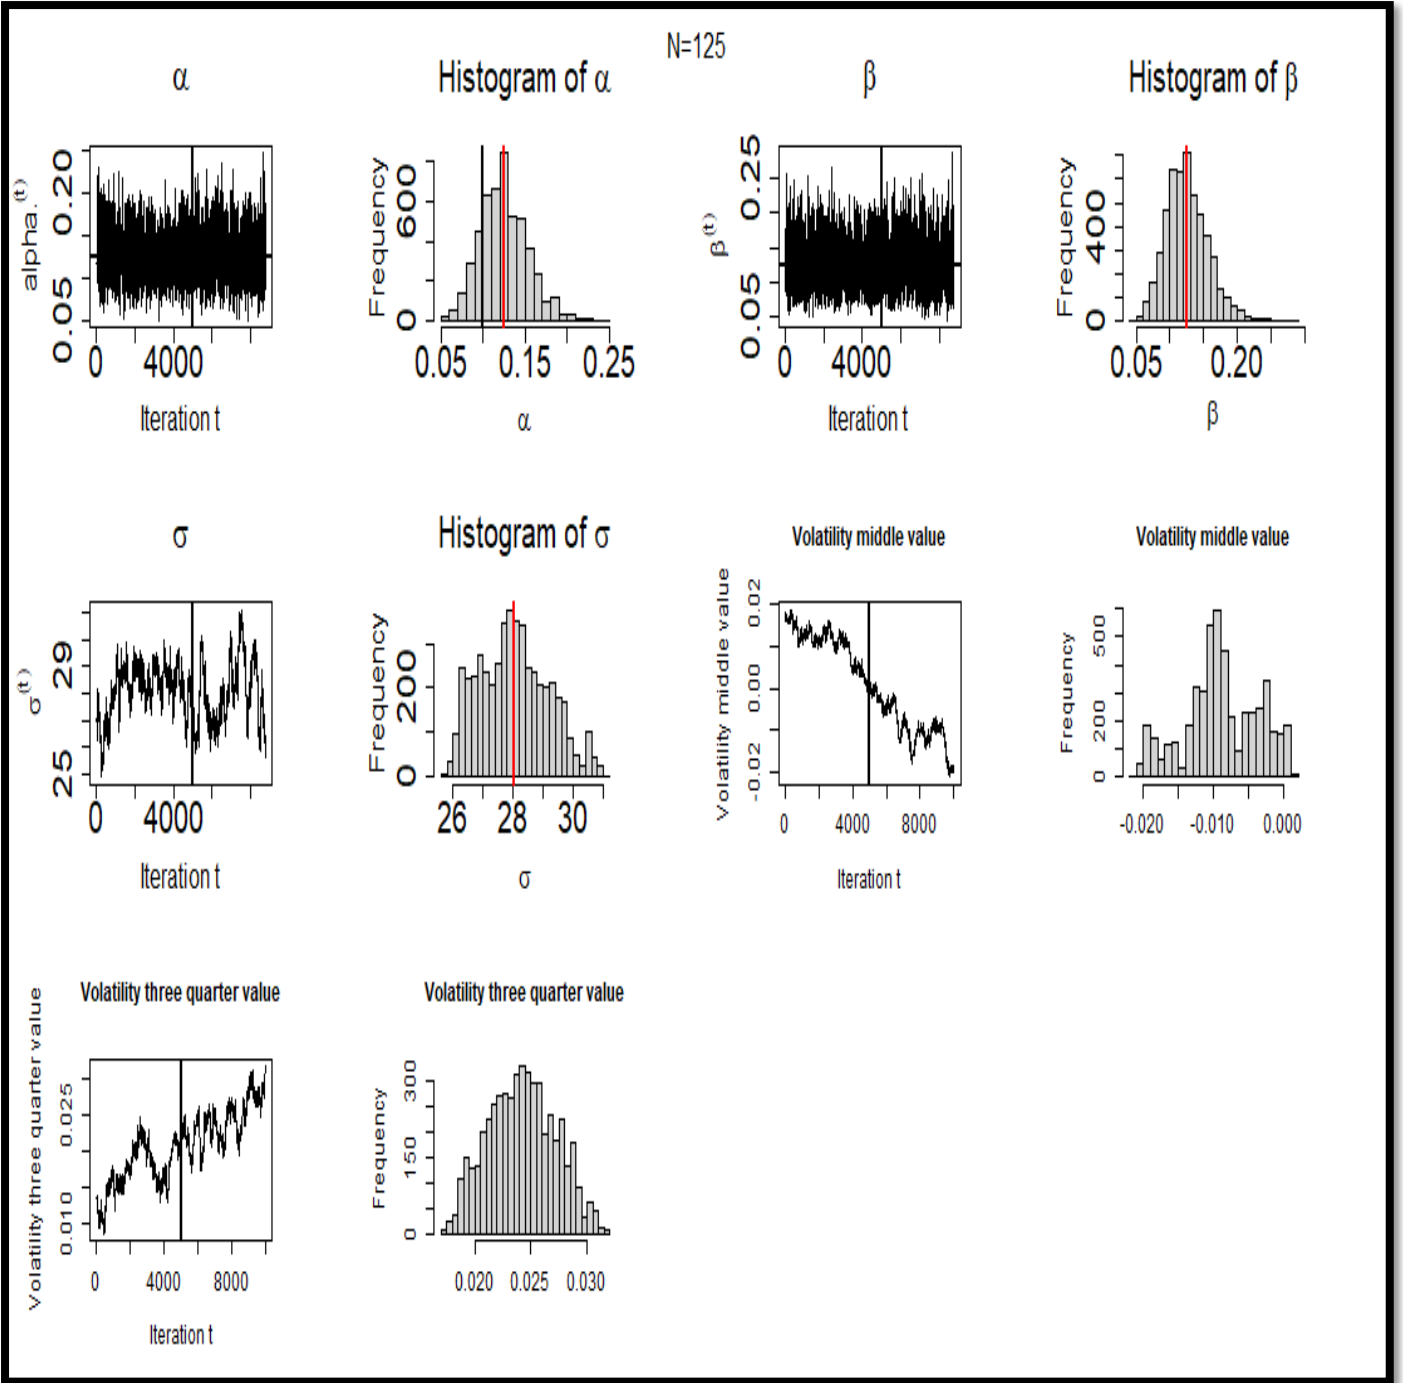 N=125
α
Histogram of α
β
Histogram of β
alpha.(t)
0.05 0.20
0 4000
Iteration t
Frequency
0 600
0.05 0.15 0.25
α
β(t)
0.05 0.25
0 4000
Iteration t
Frequency
0 400
0.05 0.20
β
σ
Histogram of σ
Volatility middle value
Volatility middle value
σ(t)
25 29
0 4000
Iteration t
Frequency
0 200
26 28 30
σ
Volatility middle value
-0.02 0.00 0.02
0 4000 8000
Iteration t
Frequency
0 200 500
-0.020 -0.010 0.000
Volatility three quarter value
Volatility three quarter value
Volatility three quarter value
0.010 0.025
0 4000 8000
Iteration t
Frequency
0 150 300
0.020 0.025 0.030